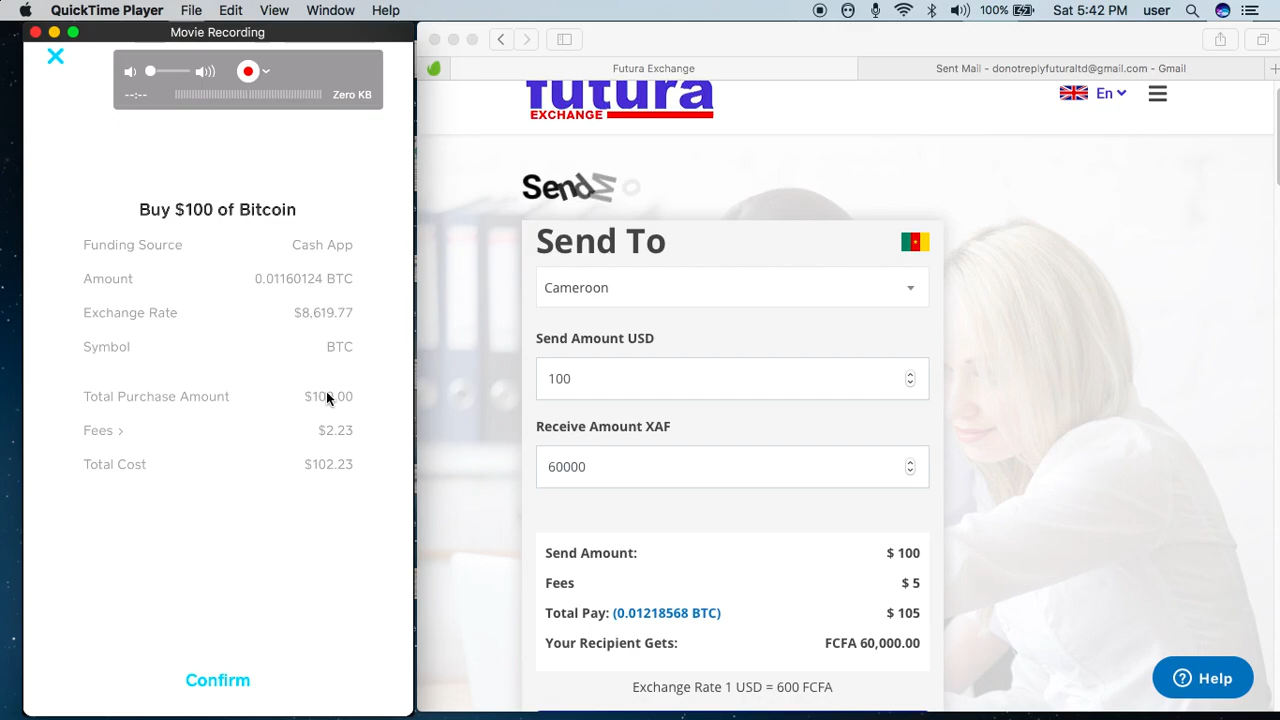 QuickTime Player File Edit View Window Help 100% Sat 5:42 PM user
Movie Recording
--:-- Zero KB
Buy $100 of Bitcoin
Funding Source Cash App
Amount 0.01160124 BTC
Exchange Rate $8,619.77
Symbol BTC
Total Purchase Amount $100.00
Fees > $2.23
Total Cost $102.23
Confirm
Futura Exchange
Sent Mail - donotreplyfuturaltd@gmail.com - Gmail
futura
EXCHANGE
En
Send M o
Send To
Cameroon
Send Amount USD
100
Receive Amount XAF
60000
Send Amount: $ 100
Fees $ 5
Total Pay: (0.01218568 BTC) $ 105
Your Recipient Gets: FCFA 60,000.00
Exchange Rate 1 USD = 600 FCFA
Help